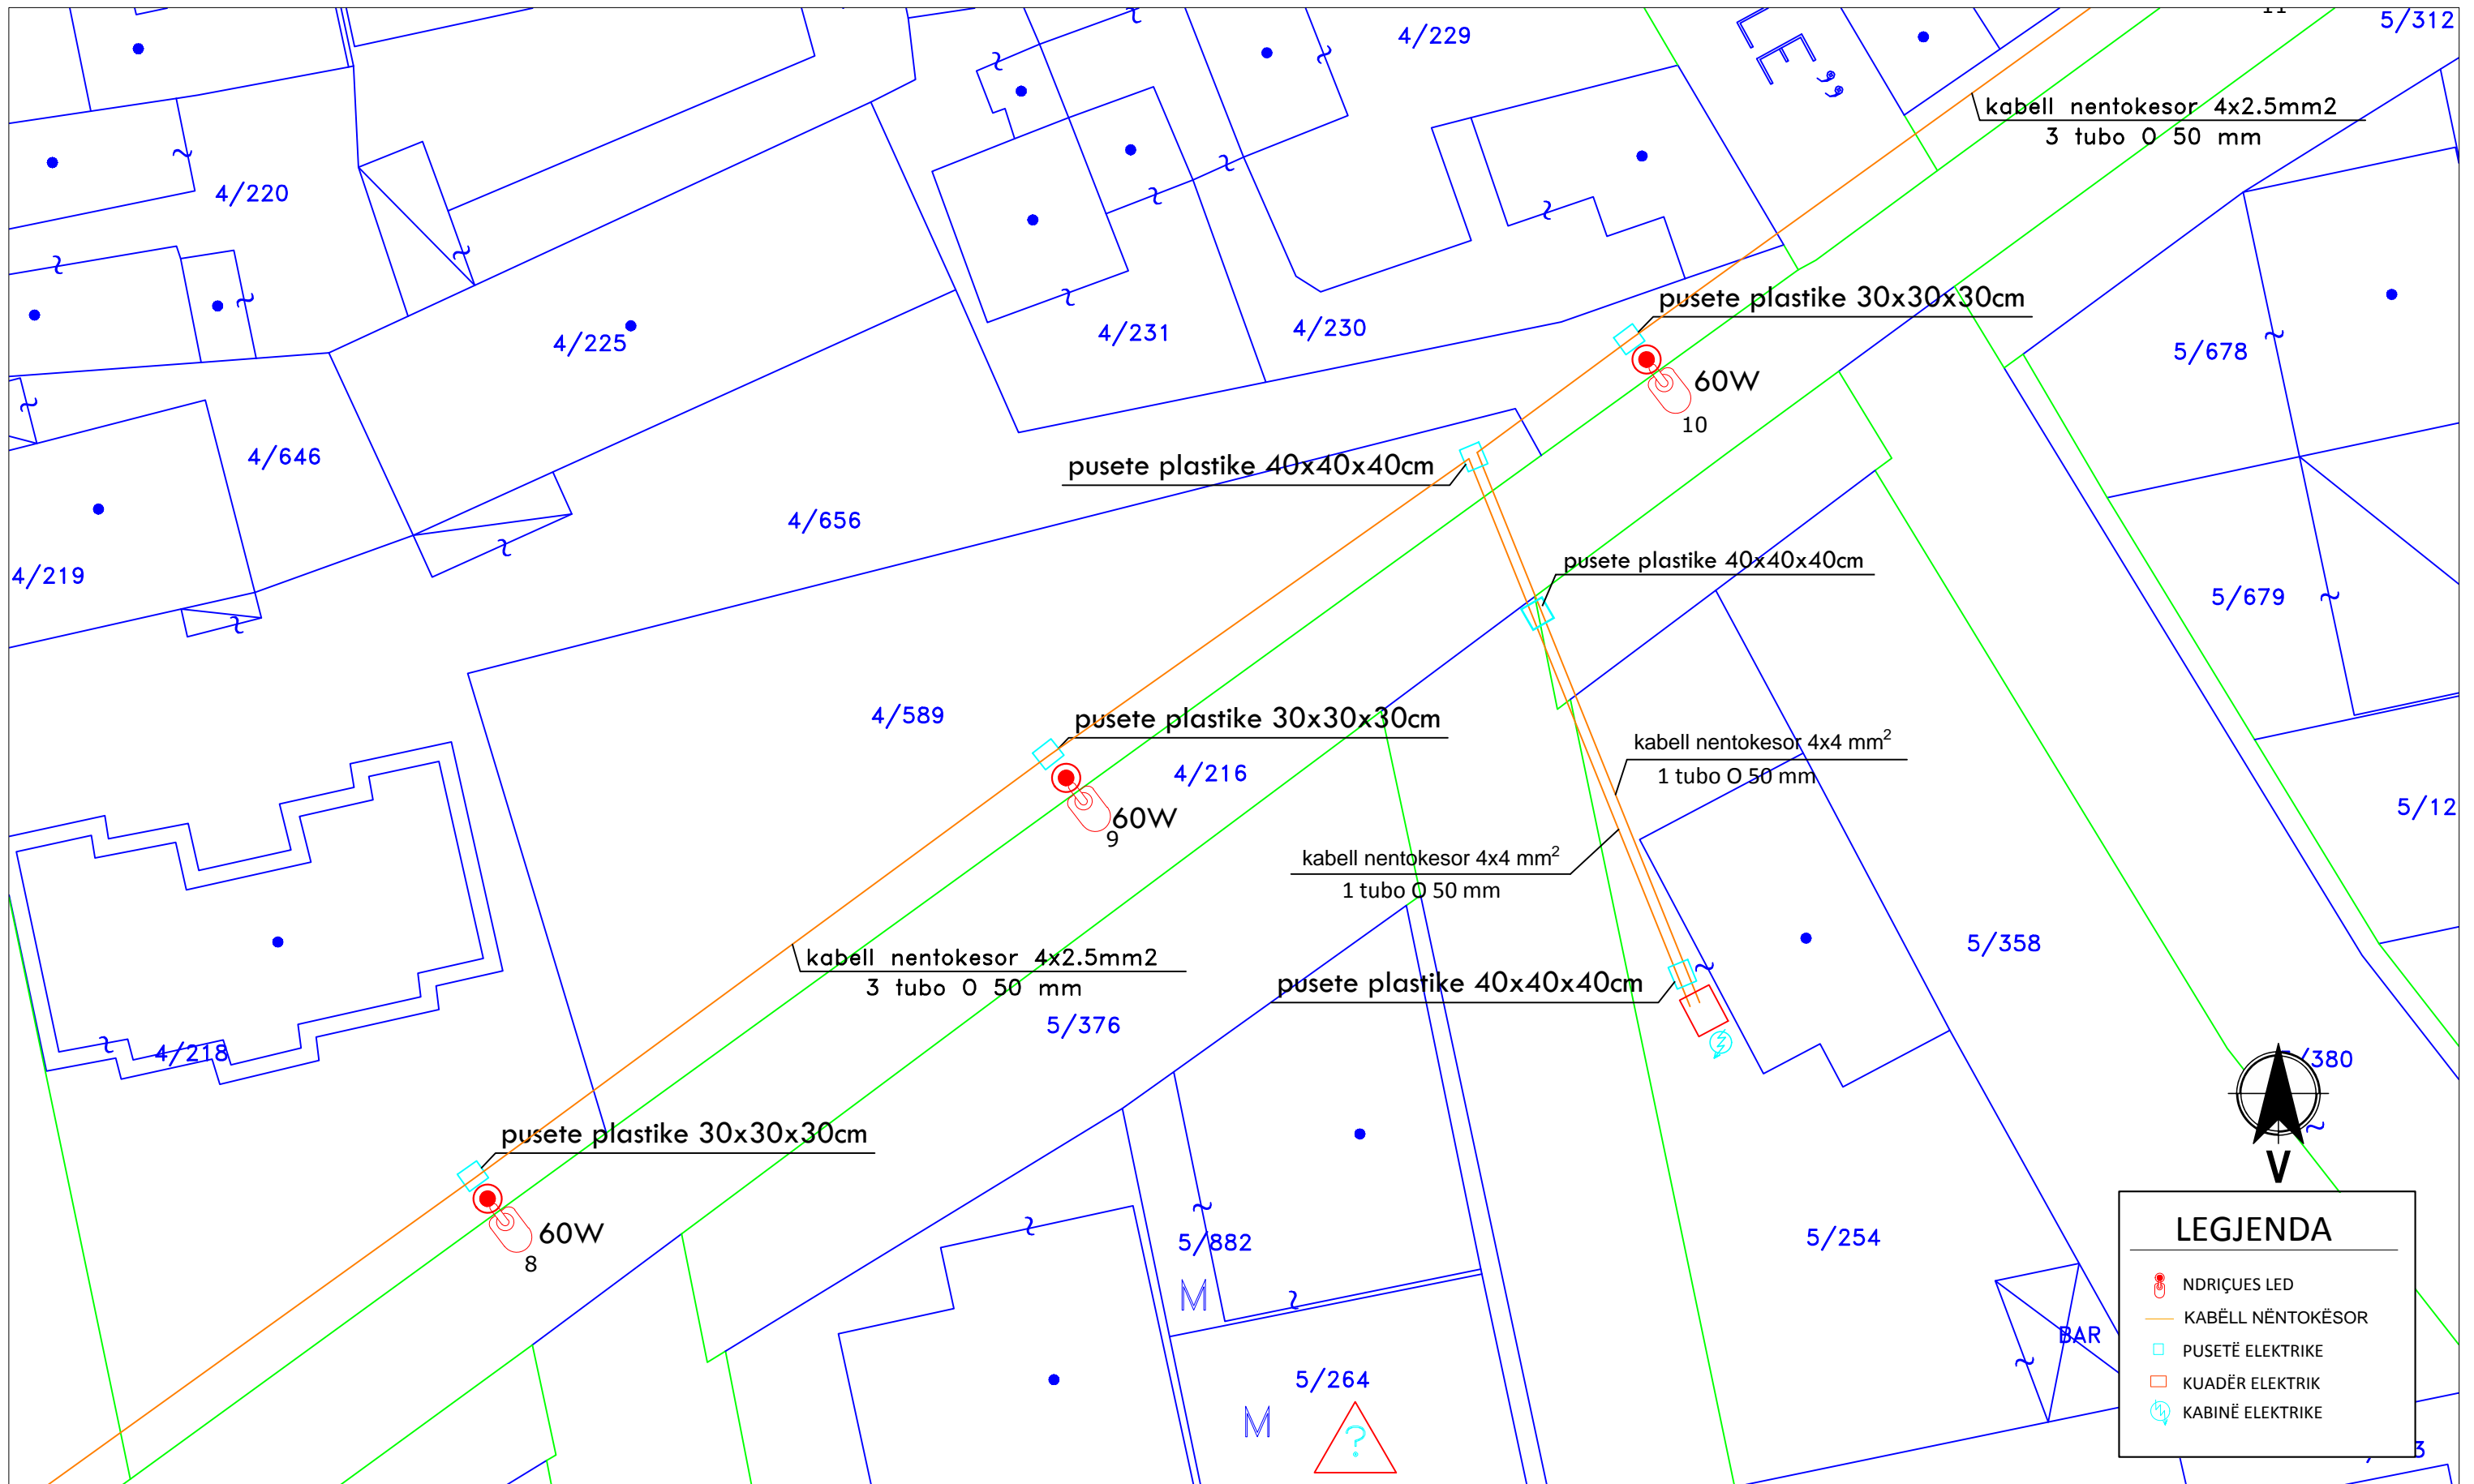 11
5/312
4/229
LE
99
kabell nentokesor 4x2.5mm2
3 tubo O 50 mm
4/220
pusete plastike 30x30x30cm
4/225
4/231
4/230
5/678
60W
10
4/646
pusete plastike 40x40x40cm
4/656
pusete plastike 40x40x40cm
4/219
5/679
4/589
pusete plastike 30x30x30cm
kabell nentokesor 4x4 mm²
1 tubo O 50 mm
4/216
5/12
60W
9
kabell nentokesor 4x4 mm²
1 tubo O 50 mm
5/358
kabell nentokesor 4x2.5mm2
3 tubo O 50 mm
pusete plastike 40x40x40cm
5/376
4/218
/380
pusete plastike 30x30x30cm
V
60W
8
5/882
5/254
M
LEGJENDA
NDRIÇUES LED
KABËLL NËNTOKËSOR
PUSETË ELEKTRIKE
KUADËR ELEKTRIK
KABINË ELEKTRIKE
BAR
5/264
M
?
3